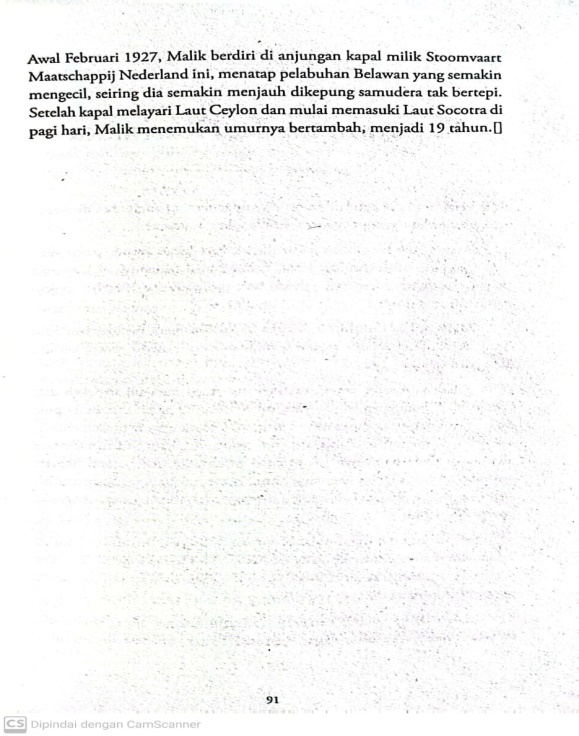 Awal Februari 1927, Malik berdiri di anjungan kapal milik Stoomvaart
Maatschappij Nederland ini, menatap pelabuhan Belawan yang semakin
mengecil, seiring dia semakin menjauh dikepung samudera tak bertepi.
Setelah kapal melayari Laut Ceylon dan mulai memasuki Laut Socotra di
pagi hari, Malik menemukan umurnya bertambah, menjadi 19 tahun.[]
91
CS Dipindai dengan CamScanner